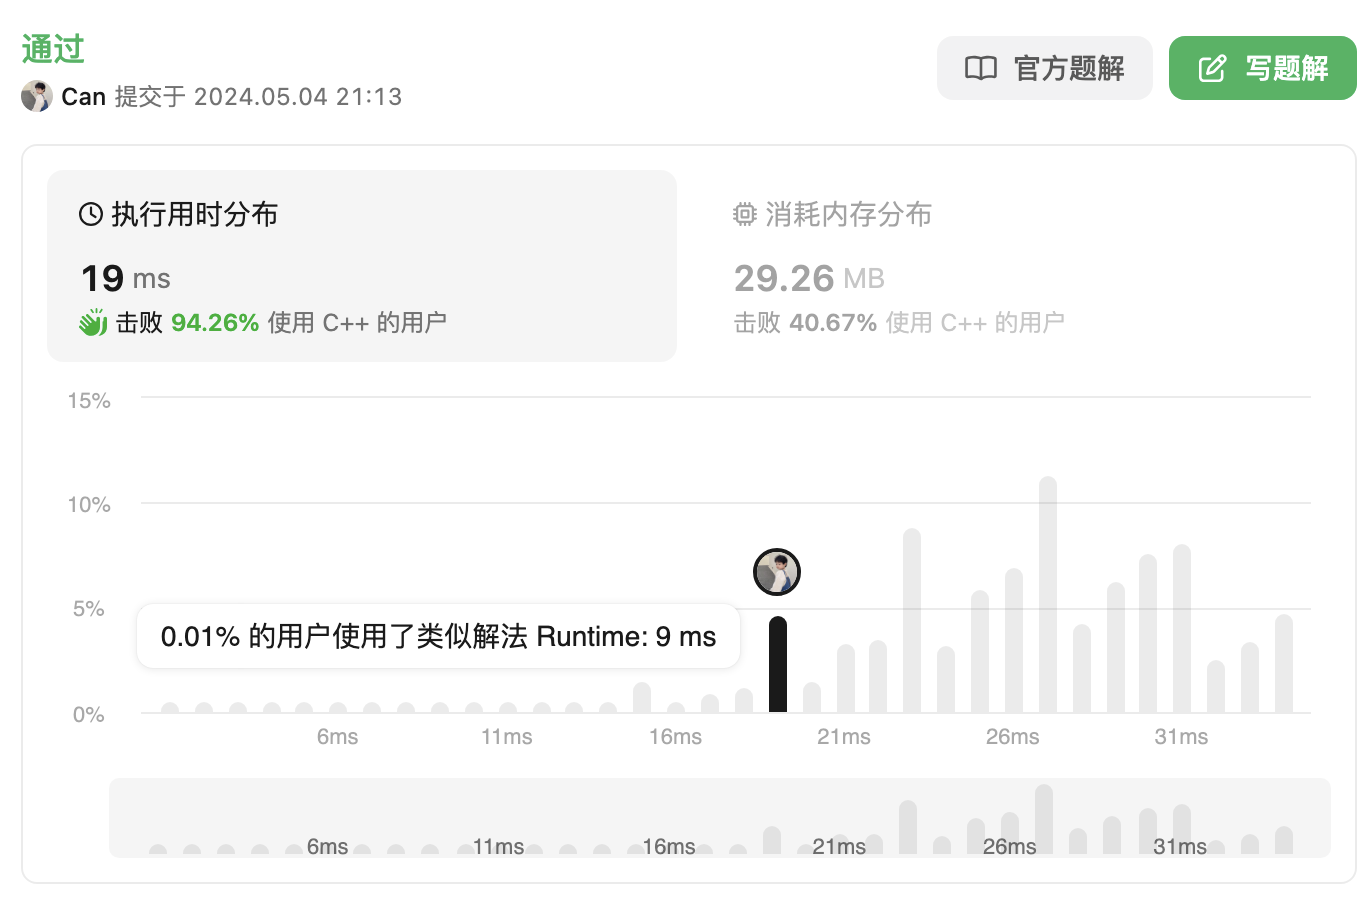 通过
Can 提交于 2024.05.04 21:13
官方题解
写题解
执行用时分布
19 ms
击败 94.26% 使用 C++ 的用户
消耗内存分布
29.26 MB
击败 40.67% 使用 C++ 的用户
15%
10%
5%
0%
0.01% 的用户使用了类似解法 Runtime: 9 ms
6ms 11ms 16ms 21ms 26ms 31ms
6ms 11ms 16ms 21ms 26ms 31ms